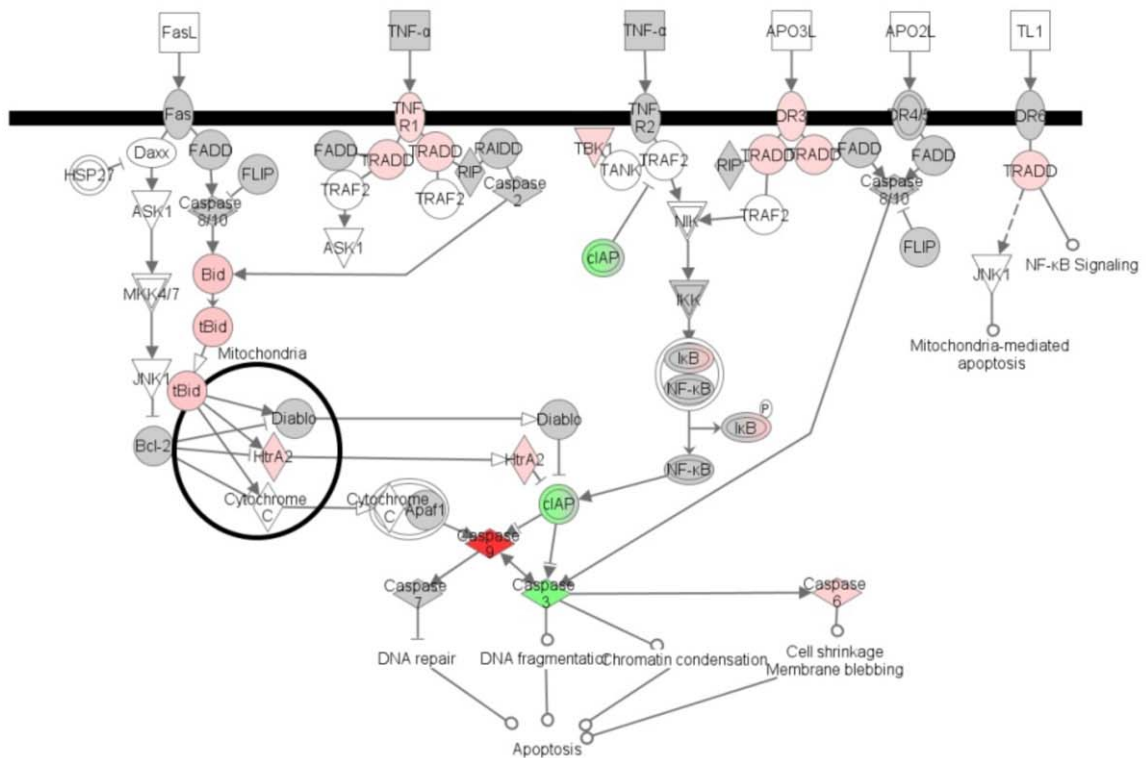 FasL
TNF-α
TNF-α
APO3L
APO2L
TL1
Fas
TNF
R1
TNF
R2
DR3
DR4/5
DR6
HSP27
Daxx
FADD
FLIP
FADD
TRADD
TRADD
RIP
RAIDD
TBK1
TANK
TRAF2
RIP
TRADD
TRADD
FADD
FADD
TRADD
ASK1
Caspase
8/10
TRAF2
TRAF2
Caspase
2
NIK
TRAF2
Caspase
8/10
ASK1
cIAP
FLIP
JNK1
NF-κB Signaling
Bid
MKK4/7
IKK
tBid
Mitochondria
Mitochondria-mediated
apoptosis
JNK1
tBid
IκB
NF-κB
Bcl-2
Diablo
Diablo
P
IκB
HtrA2
HtrA2
NF-κB
Cytochrome
C
Cytochrome
C
Apaf1
cIAP
Caspase
9
Caspase
7
Caspase
3
Caspase
6
DNA repair
DNA fragmentation
Chromatin condensation
Cell shrinkage
Membrane blebbing
Apoptosis